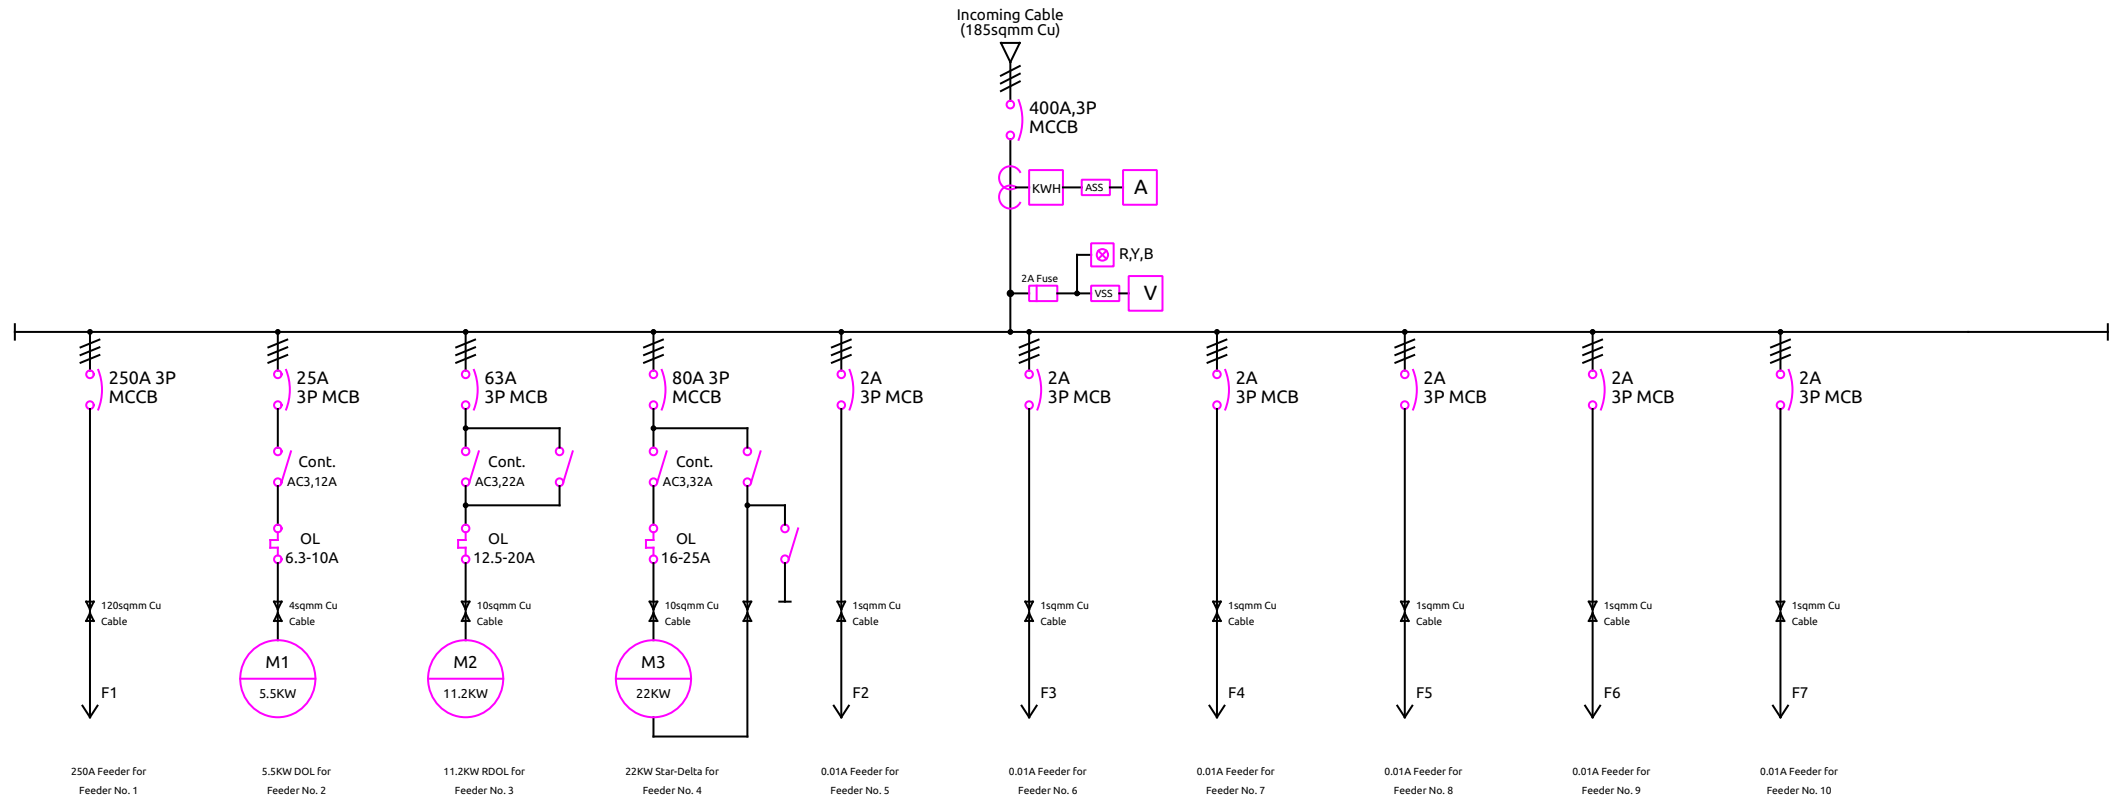 Incoming Cable
(185sqmm Cu)
400A,3P
MCCB
KWH
ASS
A
R,Y,B
2A Fuse
VSS
V
250A 3P
MCCB
25A
3P MCB
63A
3P MCB
80A 3P
MCCB
2A
3P MCB
2A
3P MCB
2A
3P MCB
2A
3P MCB
2A
3P MCB
2A
3P MCB
Cont.
AC3,12A
Cont.
AC3,22A
Cont.
AC3,32A
OL
6.3-10A
OL
12.5-20A
OL
16-25A
120sqmm Cu
Cable
4sqmm Cu
Cable
10sqmm Cu
Cable
10sqmm Cu
Cable
1sqmm Cu
Cable
1sqmm Cu
Cable
1sqmm Cu
Cable
1sqmm Cu
Cable
1sqmm Cu
Cable
1sqmm Cu
Cable
F1
M1
5.5KW
M2
11.2KW
M3
22KW
F2
F3
F4
F5
F6
F7
250A Feeder for
Feeder No. 1
5.5KW DOL for
Feeder No. 2
11.2KW RDOL for
Feeder No. 3
22KW Star-Delta for
Feeder No. 4
0.01A Feeder for
Feeder No. 5
0.01A Feeder for
Feeder No. 6
0.01A Feeder for
Feeder No. 7
0.01A Feeder for
Feeder No. 8
0.01A Feeder for
Feeder No. 9
0.01A Feeder for
Feeder No. 10